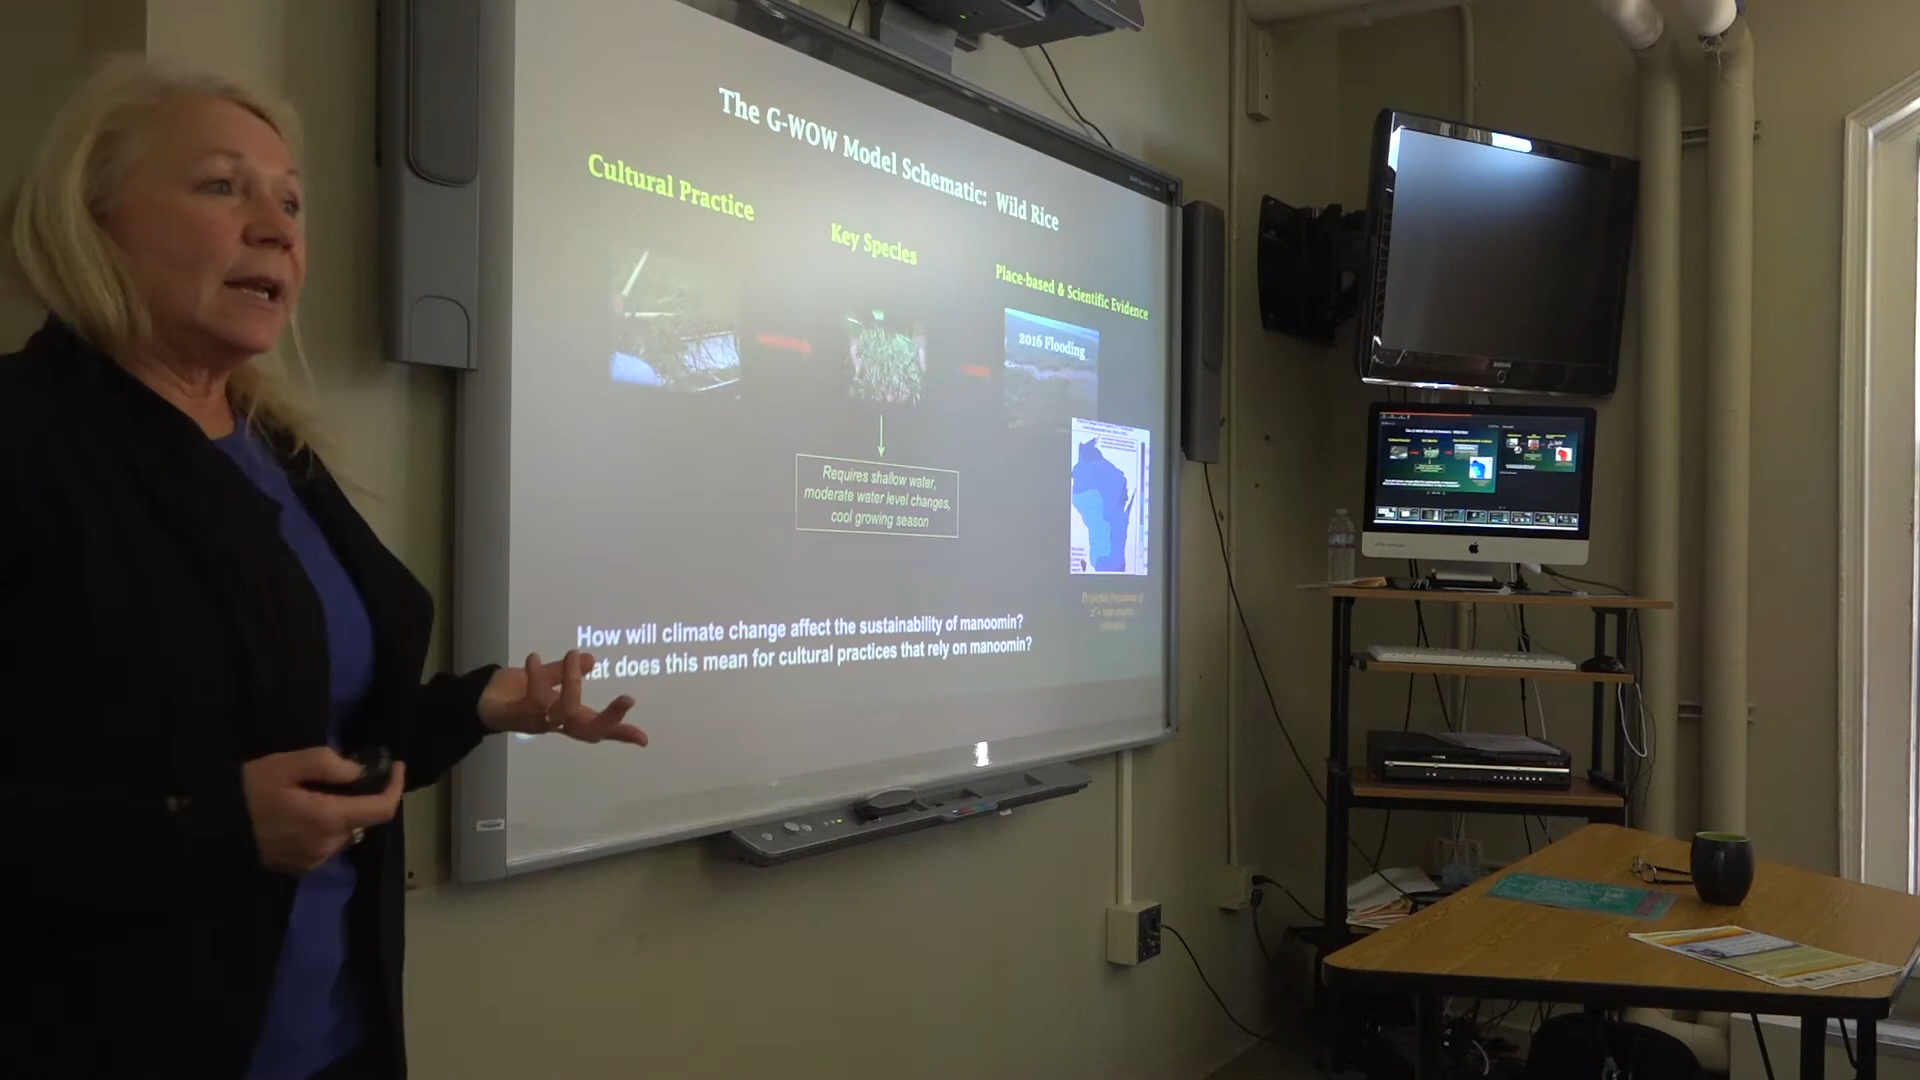 The G-WOW Model Schematic: Wild Rice
Cultural Practice
Key Species
Place-based & Scientific Evidence
2016 Flooding
Requires shallow water,
moderate water level changes,
cool growing season
How will climate change affect the sustainability of manoomin?
at does this mean for cultural practices that rely on manoomin?
SAMSUNG